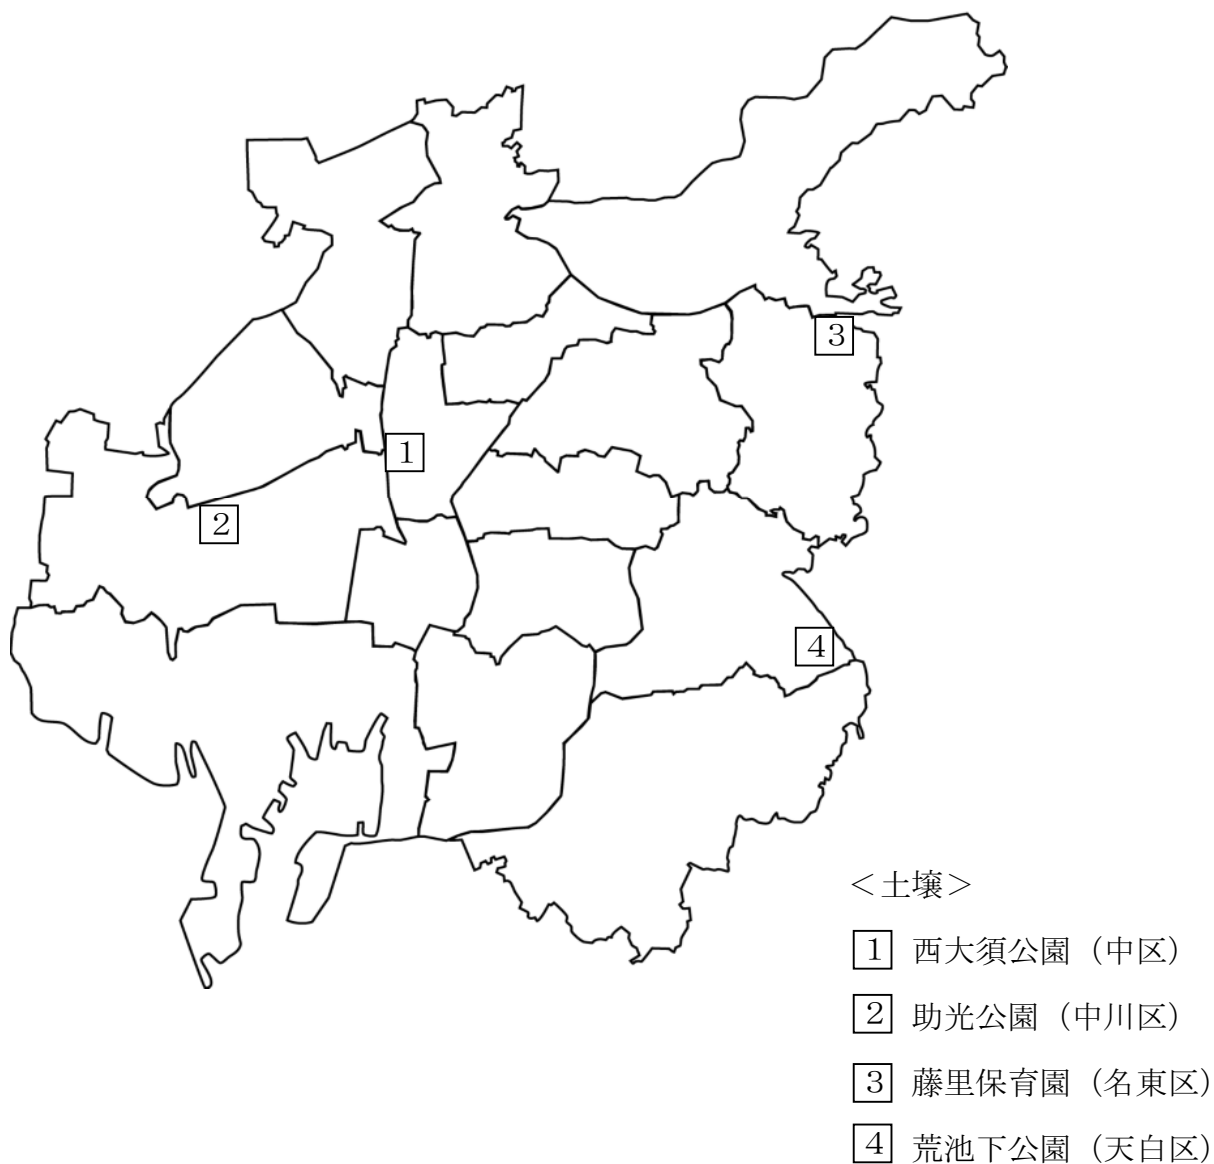 3
1
2
4
＜土壌＞
1 西大須公園（中区）
2 助光公園（中川区）
3 藤里保育園（名東区）
4 荒池下公園（天白区）